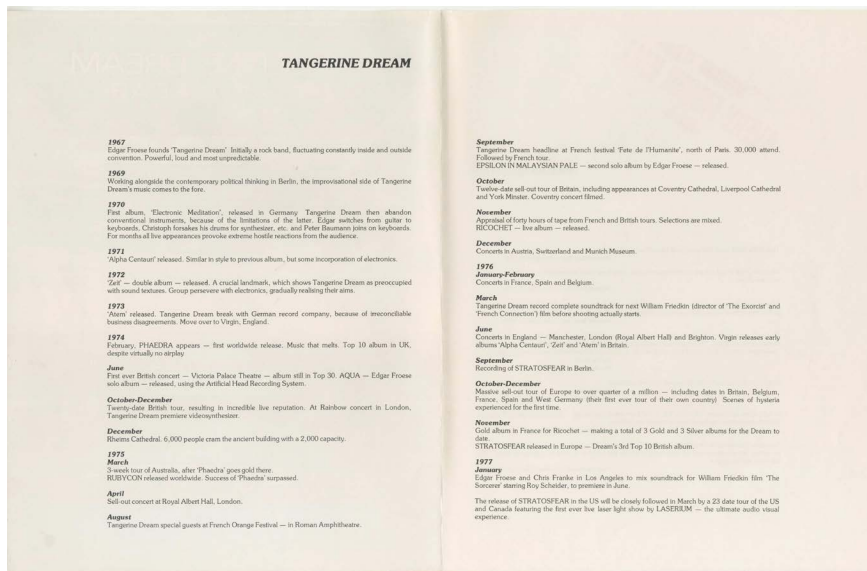 TANGERINE DREAM
1967
Edgar Froese founds 'Tangerine Dream' Initially a rock band, fluctuating constantly inside and outside
convention. Powerful, loud and most unpredictable.
1969
Working alongside the contemporary political thinking in Berlin, the improvisational side of Tangerine
Dream's music comes to the fore.
1970
First album, 'Electronic Meditation', released in Germany Tangerine Dream then abandon
conventional instruments, because of the limitations of the latter. Edgar switches from guitar to
keyboards. Christoph forsakes his drums for synthesizer, etc. and Peter Baumann joins on keyboards.
For months all live appearances provoke extreme hostile reactions from the audience.
1971
'Alpha Centauri' released. Similar in style to previous album, but some incorporation of electronics.
1972
'Zeit' — double album — released. A crucial landmark, which shows Tangerine Dream as preoccupied
with sound textures. Group persevere with electronics, gradually realising their aims.
1973
'Atem' released. Tangerine Dream break with German record company, because of irreconcilable
business disagreements. Move over to Virgin, England.
1974
February, PHAEDRA appears — first worldwide release. Music that melts. Top 10 album in UK,
despite virtually no airplay
June
First ever British concert — Victoria Palace Theatre — album still in Top 30. AQUA — Edgar Froese
solo album — released, using the Artificial Head Recording System.
October-December
Twenty-date British tour, resulting in incredible live reputation. At Rainbow concert in London,
Tangerine Dream premiere videosynthesizer.
December
Rheims Cathedral. 6,000 people cram the ancient building with a 2,000 capacity.
1975
March
3-week tour of Australia, after 'Phaedra' goes gold there.
RUBYCON released worldwide. Success of 'Phaedra' surpassed.
April
Sell-out concert at Royal Albert Hall, London.
August
Tangerine Dream special guests at French Orange Festival — in Roman Amphitheatre.
September
Tangerine Dream headline at French festival 'Fete de l'Humanite', north of Paris. 30,000 attend.
Followed by French tour.
EPSILON IN MALAYSIAN PALE — second solo album by Edgar Froese — released.
October
Twelve-date sell-out tour of Britain, including appearances at Coventry Cathedral, Liverpool Cathedral
and York Minster. Coventry concert filmed.
November
Appraisal of forty hours of tape from French and British tours. Selections are mixed.
RICOCHET — live album — released.
December
Concerts in Austria, Switzerland and Munich Museum.
1976
January-February
Concerts in France, Spain and Belgium.
March
Tangerine Dream record complete soundtrack for next William Friedkin (director of 'The Exorcist' and
'French Connection') film before shooting actually starts.
June
Concerts in England — Manchester, London (Royal Albert Hall) and Brighton. Virgin releases early
albums 'Alpha Centauri', 'Zeit' and 'Atem' in Britain.
September
Recording of STRATOSFEAR in Berlin.
October-December
Massive sell-out tour of Europe to over quarter of a million — including dates in Britain, Belgium,
France, Spain and West Germany (their first ever tour of their own country) Scenes of hysteria
experienced for the first time.
November
Gold album in France for Ricochet — making a total of 3 Gold and 3 Silver albums for the Dream to
date.
STRATOSFEAR released in Europe — Dream's 3rd Top 10 British album.
1977
January
Edgar Froese and Chris Franke in Los Angeles to mix soundtrack for William Friedkin film 'The
Sorcerer' starring Roy Scheider, to premiere in June.
The release of STRATOSFEAR in the US will be closely followed in March by a 23 date tour of the US
and Canada featuring the first ever live laser light show by LASERIUM — the ultimate audio visual
experience.